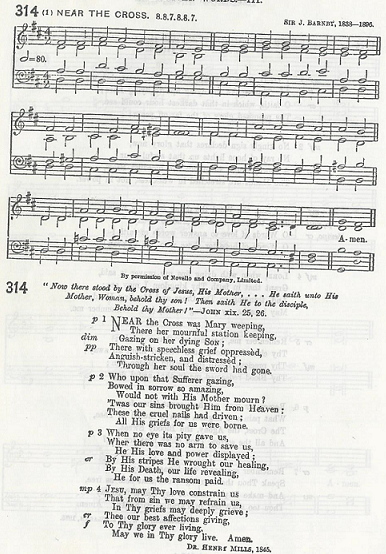 314 (1) NEAR THE CROSS. 8.8.7.8.8.7.
SIR J. BARNBY, 1838—1896.
=80.
A-men.
By permission of Novello and Company, Limited.
314
"Now there stood by the Cross of Jesus, His Mother, . . . He saith unto His
Mother, Woman, behold thy son! Then saith He to the disciple,
Behold thy Mother!"—JOHN xix. 25, 26.
p 1 NEAR the Cross was Mary weeping,
There her mournful station keeping,
dim Gazing on her dying Son;
pp There with speechless grief oppressèd,
Anguish-stricken, and distressèd;
Through her soul the sword had gone.
p 2 Who upon that Sufferer gazing,
Bowed in sorrow so amazing,
Would not with His Mother mourn?
'Twas our sins brought Him from Heaven:
These the cruel nails had driven;
All His griefs for us were borne.
p 3 When no eye its pity gave us,
When there was no arm to save us,
He His love and power displayed;
cr By His stripes He wrought our healing,
By His Death, our life revealing,
He for us the ransom paid.
mp 4 JESU, may Thy love constrain us
That from sin we may refrain us,
In Thy griefs may deeply grieve;
cr Thee our best affections giving,
f To Thy glory ever living,
May we in Thy glory live. Amen.
DR. HENRY MILLS, 1845.